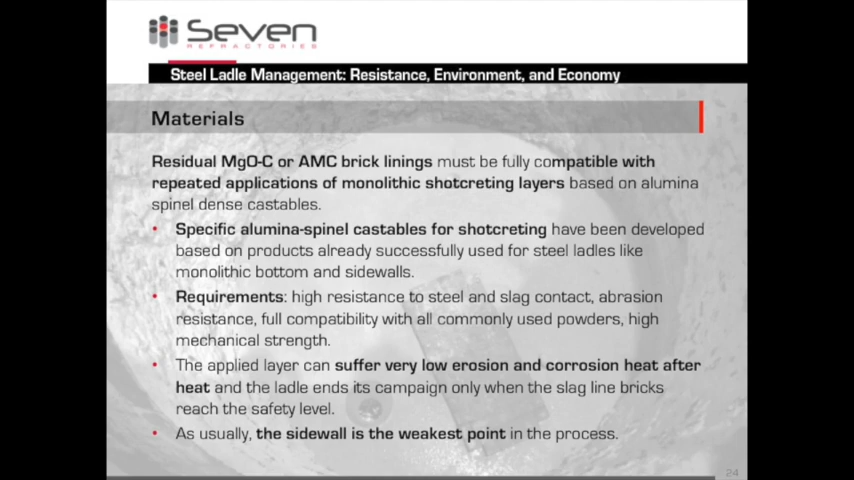 Seven
REFRACTORIES
Steel Ladle Management: Resistance, Environment, and Economy
Materials
Residual MgO-C or AMC brick linings must be fully compatible with
repeated applications of monolithic shotcreting layers based on alumina
spinel dense castables.
• Specific alumina-spinel castables for shotcreting have been developed
based on products already successfully used for steel ladles like
monolithic bottom and sidewalls.
• Requirements: high resistance to steel and slag contact, abrasion
resistance, full compatibility with all commonly used powders, high
mechanical strength.
• The applied layer can suffer very low erosion and corrosion heat after
heat and the ladle ends its campaign only when the slag line bricks
reach the safety level.
• As usually, the sidewall is the weakest point in the process.
24